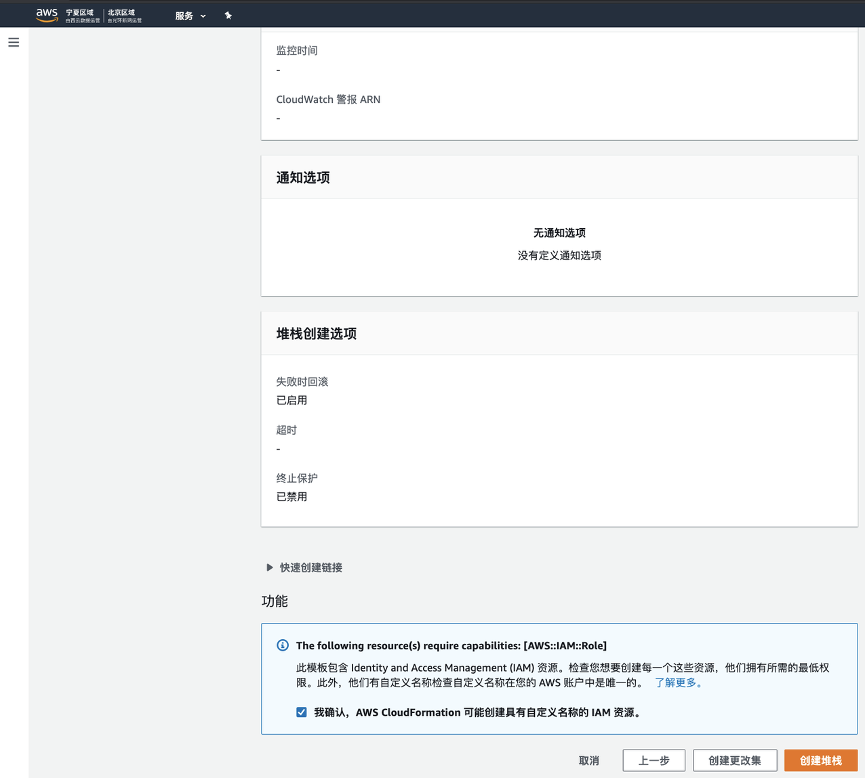 aws 宁夏区域 北京区域
西云数据运营 光环新网运营
服务
监控时间
-
CloudWatch 警报 ARN
-
通知选项
无通知选项
没有定义通知选项
堆栈创建选项
失败时回滚
已启用
超时
-
终止保护
已禁用
快速创建链接
功能
The following resource(s) require capabilities: [AWS::IAM::Role]
此模板包含 Identity and Access Management (IAM) 资源。检查您想要创建每一个这些资源，他们拥有所需的最低权
限。此外，他们有自定义名称检查自定义名称在您的 AWS 账户中是唯一的。 了解更多。
我确认，AWS CloudFormation 可能创建具有自定义名称的 IAM 资源。
取消 上一步 创建更改集 创建堆栈